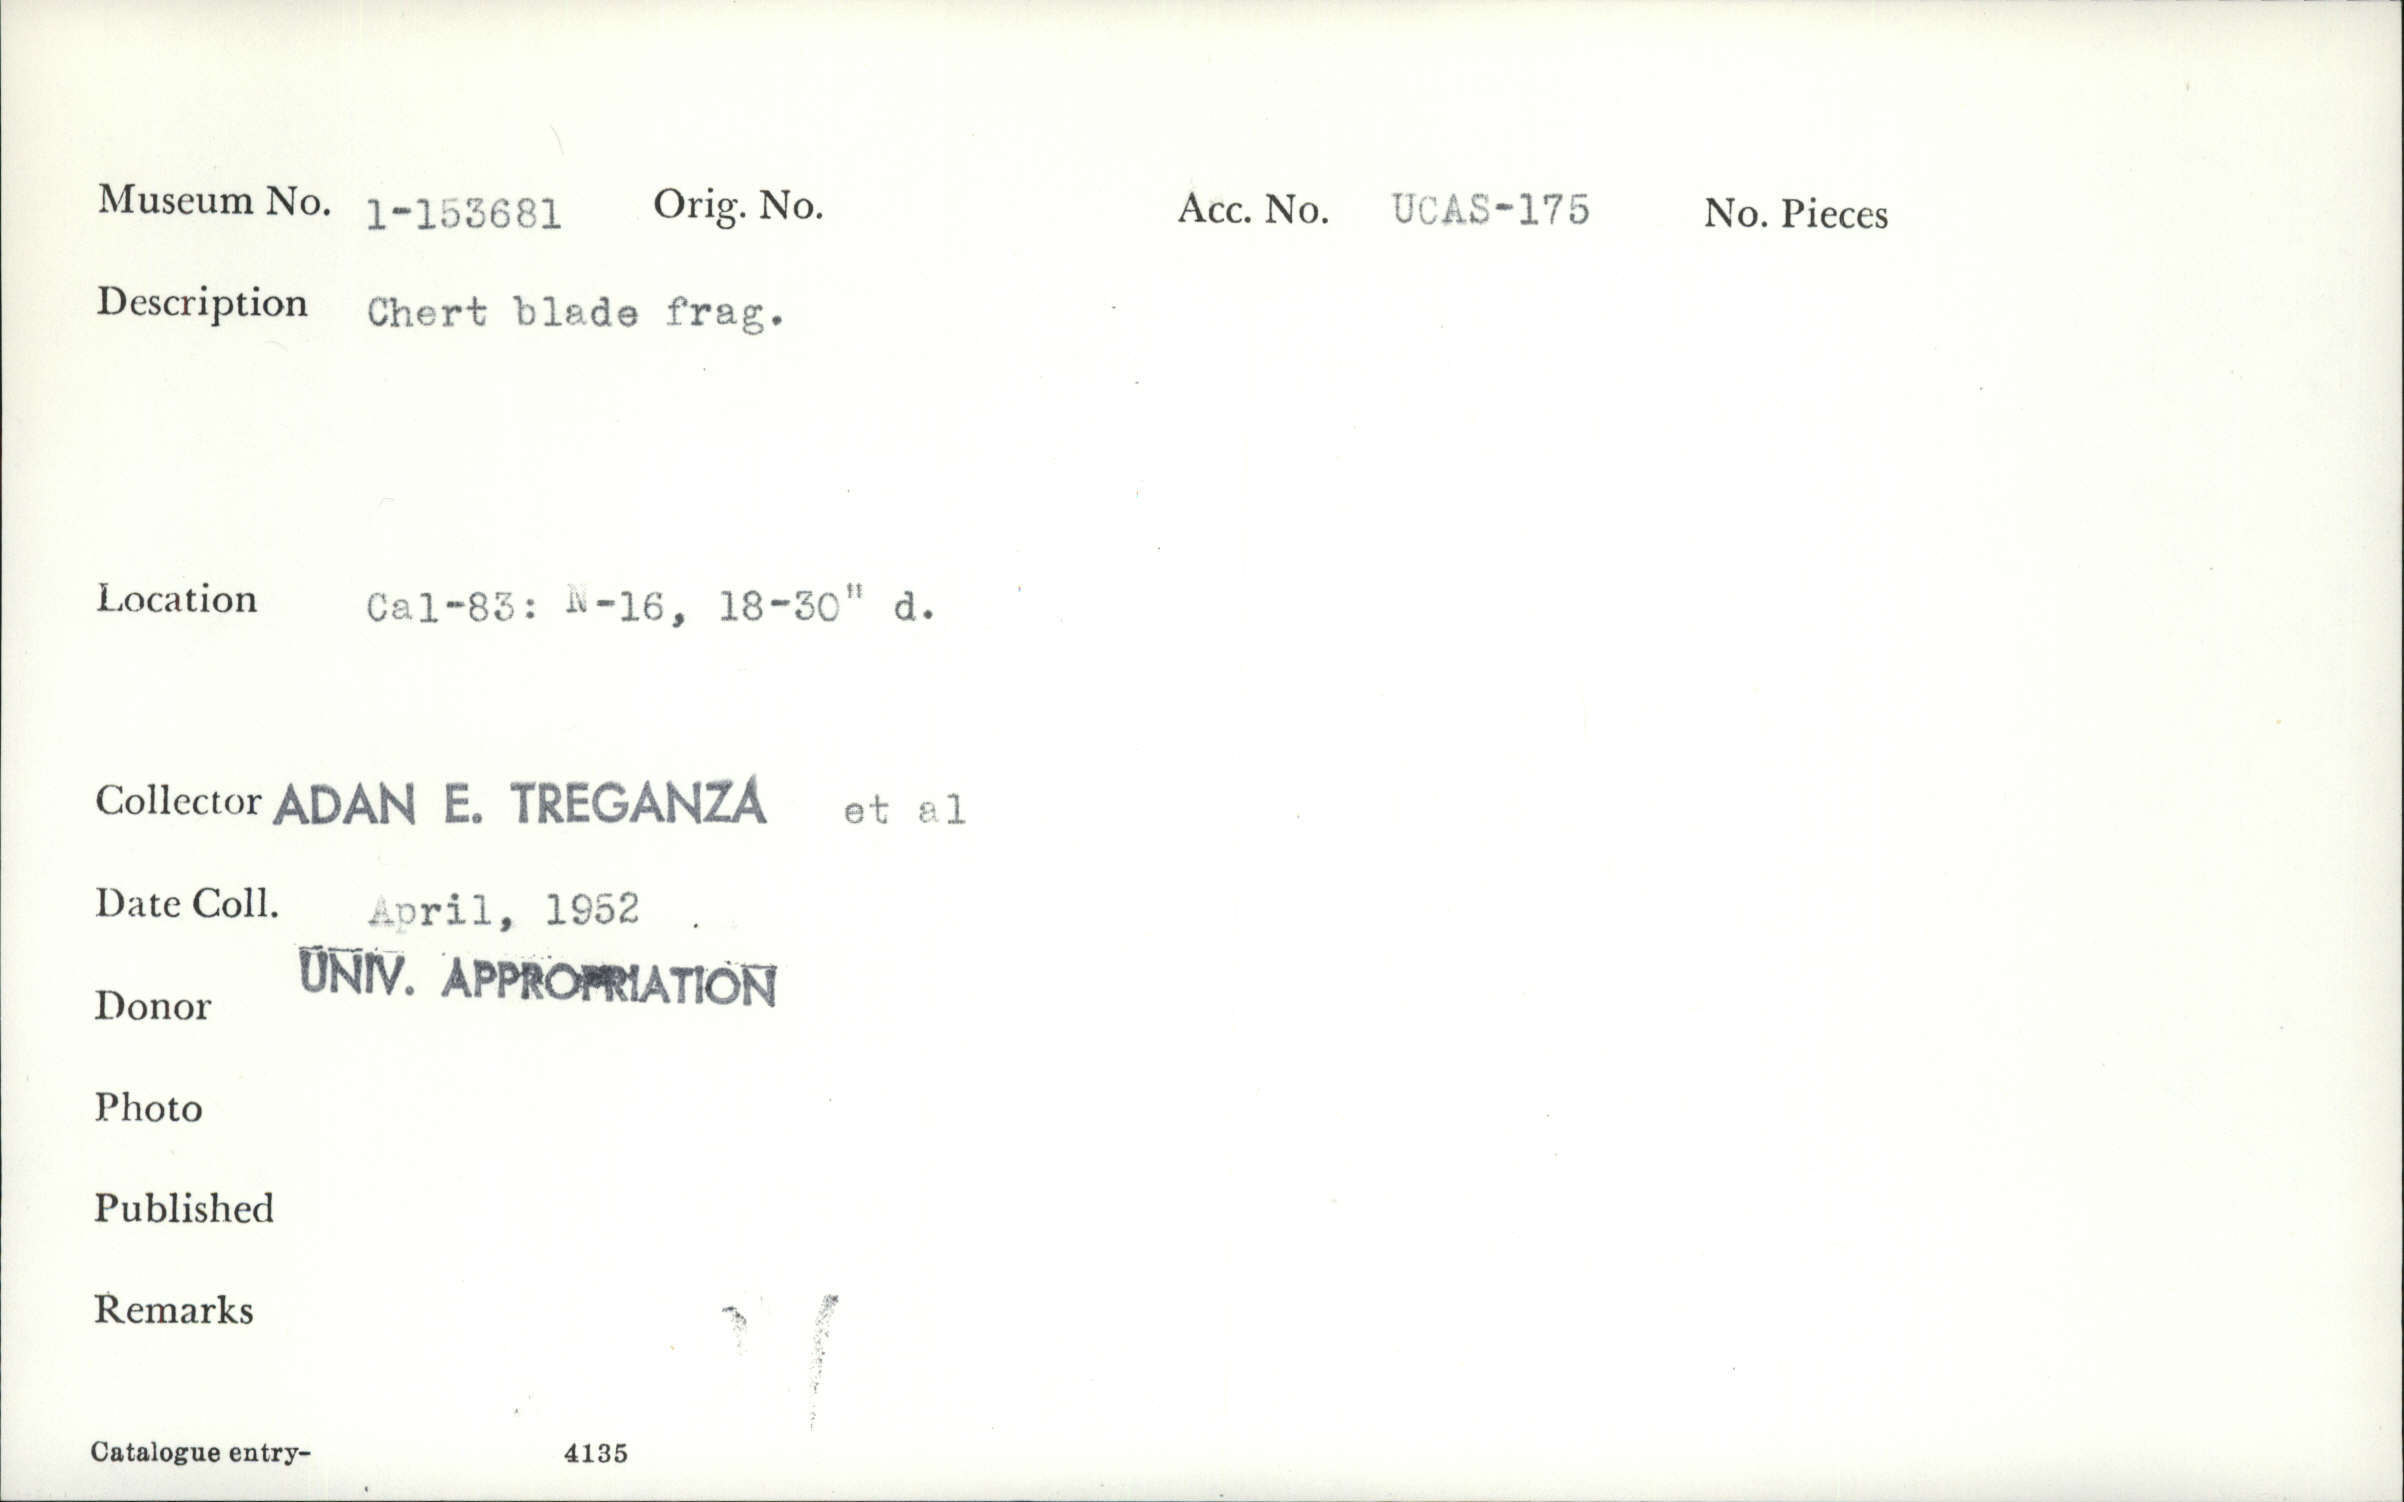 Museum No. 1-153681 Orig. No. Acc. No. UCAS-175 No. Pieces
Description Chert blade frag.
Location Cal-83: N-16, 18-30" d.
Collector ADAN E. TREGANZA et al
Date Coll. April, 1952
Donor UNIV. APPROPRIATION
Photo
Published
Remarks
Catalogue entry- 4135